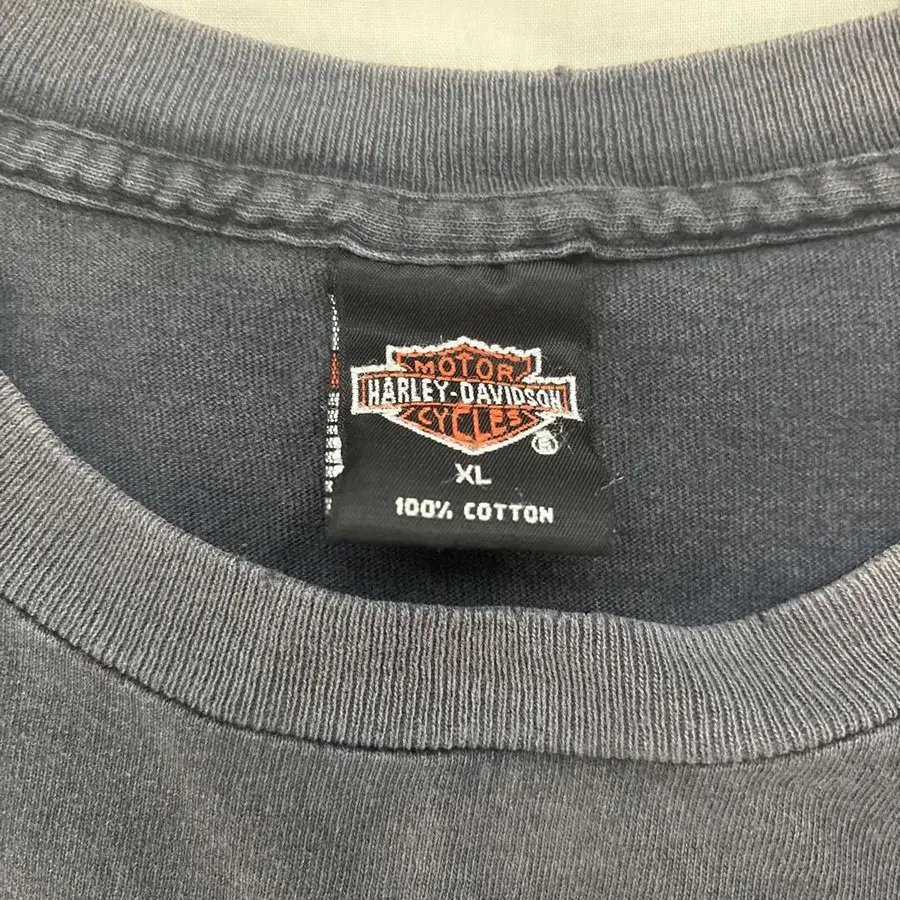 MOTOR
HARLEY-DAVIDSON
CYCLES
®
XL
100% COTTON